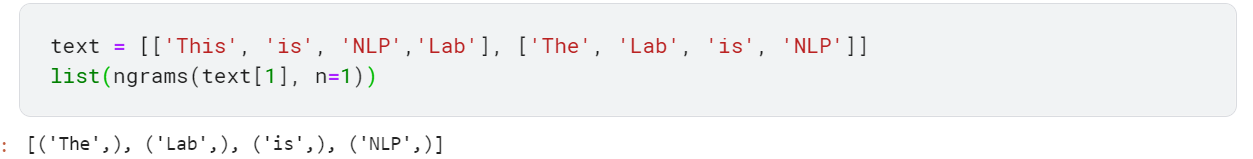 text = [['This', 'is', 'NLP','Lab'], ['The', 'Lab', 'is', 'NLP']]
list(ngrams(text[1], n=1))
: [('The',), ('Lab',), ('is',), ('NLP',)]